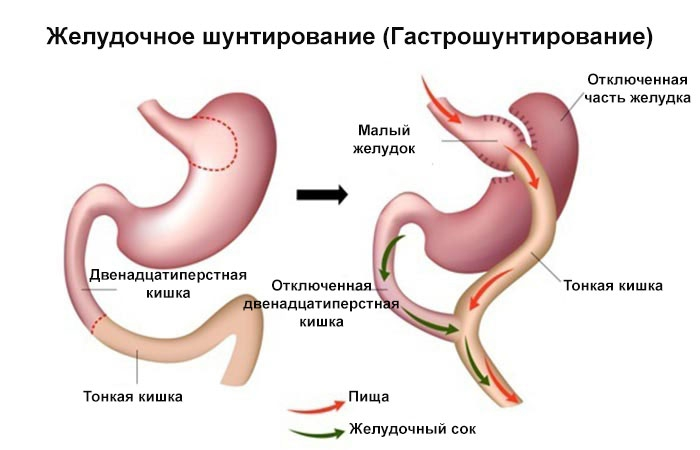 Желудочное шунтирование (Гастрошунтирование)
Отключенная
часть желудка
Малый
желудок
Двенадцатиперстная
кишка
Отключенная
двенадцатиперстная
кишка
Тонкая кишка
Тонкая кишка
Пища
Желудочный сок